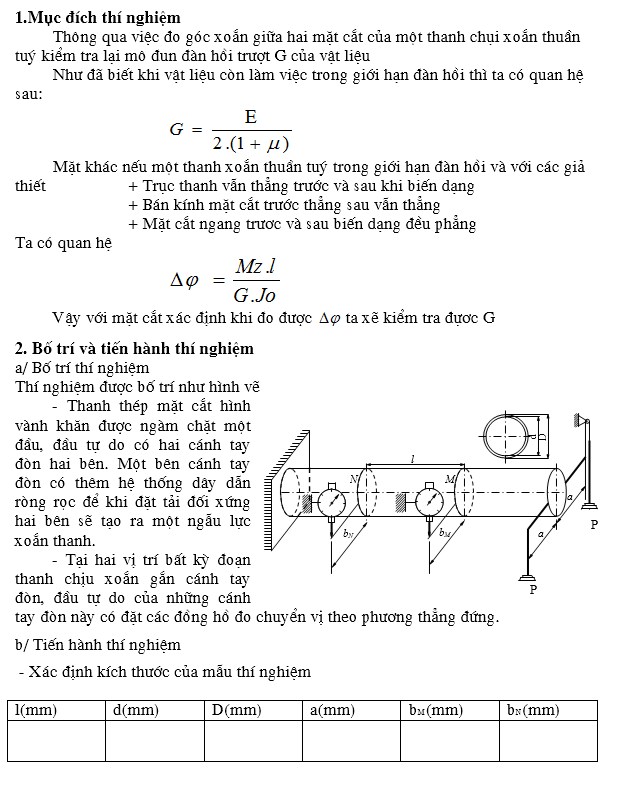 1.Mục đích thí nghiệm
Thông qua việc đo góc xoắn giữa hai mặt cắt của một thanh chụi xoắn thuần
tuý kiểm tra lại mô đun đàn hồi trượt G của vật liệu
Như đã biết khi vật liệu còn làm việc trong giới hạn đàn hồi thì ta có quan hệ
sau:
G = E / 2.(1 + μ)
Mặt khác nếu một thanh xoắn thuần tuý trong giới hạn đàn hồi và với các giả
thiết + Trục thanh vẫn thẳng trước và sau khi biến dạng
+ Bán kính mặt cắt trước thẳng sau vẫn thẳng
+ Mặt cắt ngang trươc và sau biến dạng đều phẳng
Ta có quan hệ
Δφ = Mz.l / G.Jo
Vậy với mặt cắt xác định khi đo được Δφ ta xẽ kiểm tra đựơc G
2. Bố trí và tiến hành thí nghiệm
a/ Bố trí thí nghiệm
Thí nghiệm được bố trí như hình vẽ
- Thanh thép mặt cắt hình
vành khăn được ngàm chặt một
đầu, đầu tự do có hai cánh tay
đòn hai bên. Một bên cánh tay
đòn có thêm hệ thống dây dẫn
ròng rọc để khi đặt tải đối xứng
hai bên sẽ tạo ra một ngẫu lực
xoắn thanh.
- Tại hai vị trí bất kỳ đoạn
thanh chịu xoắn gắn cánh tay
đòn, đầu tự do của những cánh
tay đòn này có đặt các đồng hồ đo chuyển vị theo phương thẳng đứng.
N
l
M
d
D
bN
bM
a
a
P
P
b/ Tiến hành thí nghiệm
- Xác định kích thước của mẫu thí nghiệm
l(mm) d(mm) D(mm) a(mm) bM(mm) bN(mm)